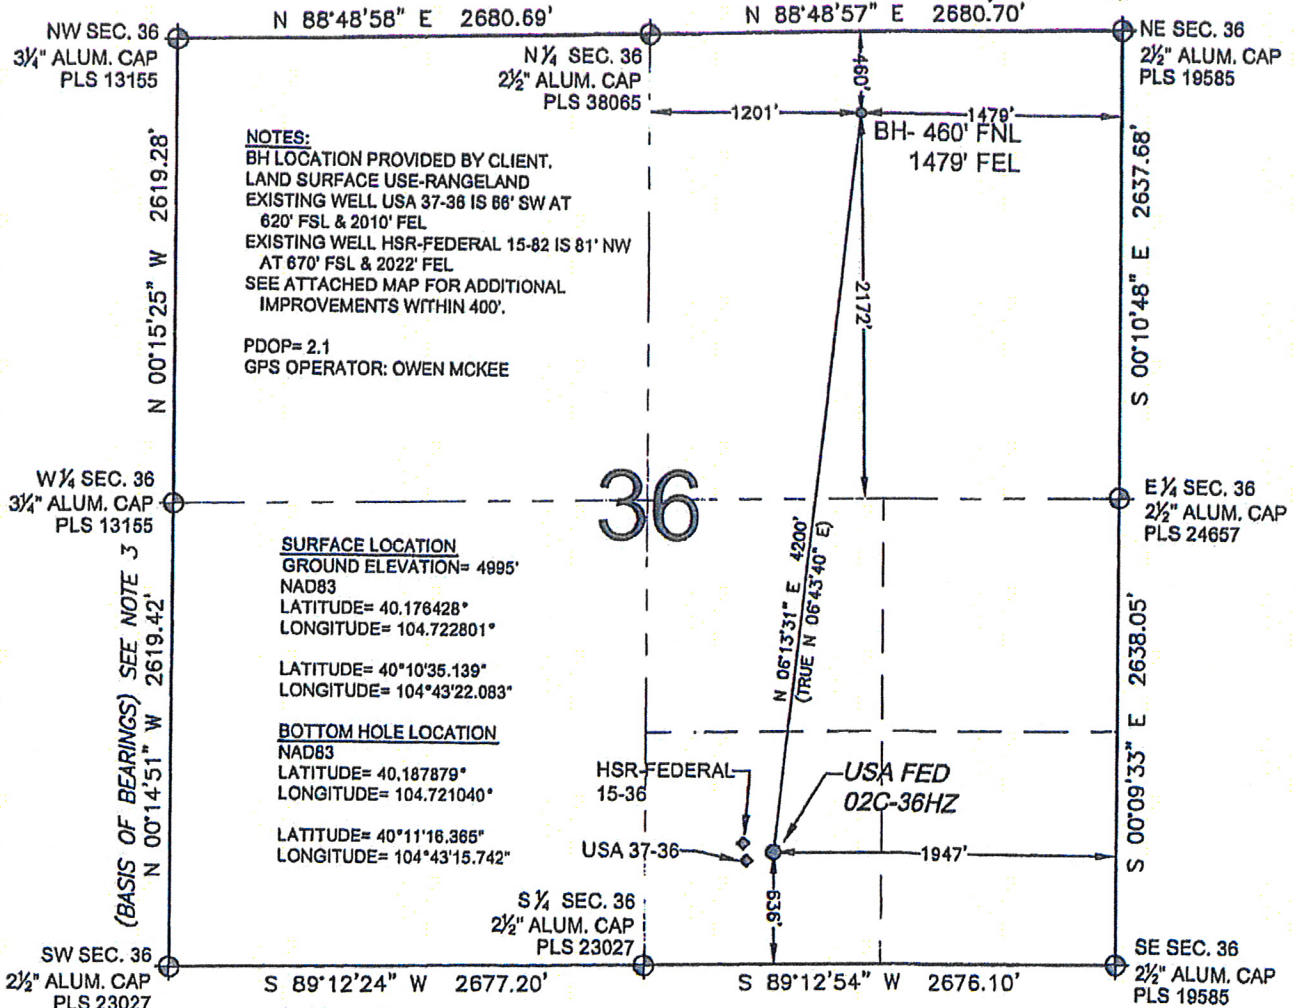 N 88°48'58" E 2680.69'
N 88°48'57" E 2680.70'
NW SEC. 36
3¼" ALUM. CAP
PLS 13155
N ¼ SEC. 36
2½" ALUM. CAP
PLS 38065
NE SEC. 36
2½" ALUM. CAP
PLS 19585
460'
1201'
1479'
BH- 460' FNL
1479' FEL
NOTES:
BH LOCATION PROVIDED BY CLIENT.
LAND SURFACE USE-RANGELAND
EXISTING WELL USA 37-36 IS 66' SW AT
620' FSL & 2010' FEL
EXISTING WELL HSR-FEDERAL 15-82 IS 81' NW
AT 670' FSL & 2022' FEL
SEE ATTACHED MAP FOR ADDITIONAL
IMPROVEMENTS WITHIN 400'.
PDOP= 2.1
GPS OPERATOR: OWEN MCKEE
N 00°15'25" W 2619.28'
S 00°10'48" E 2637.68'
2172'
W ¼ SEC. 36
3¼" ALUM. CAP
PLS 13155
36
E ¼ SEC. 36
2½" ALUM. CAP
PLS 24657
SURFACE LOCATION
GROUND ELEVATION= 4995'
NAD83
LATITUDE= 40.176428°
LONGITUDE= 104.722801°
LATITUDE= 40°10'35.139"
LONGITUDE= 104°43'22.083"
BOTTOM HOLE LOCATION
NAD83
LATITUDE= 40.187879°
LONGITUDE= 104.721040°
LATITUDE= 40°11'16.365"
LONGITUDE= 104°43'15.742"
(BASIS OF BEARINGS) SEE NOTE 3
N 00°14'51" W 2619.42'
N 06°13'31" E 4200'
(TRUE N 06°43'40" E)
S 00°09'33" E 2638.05'
HSR-FEDERAL
15-36
USA FED
02C-36HZ
USA 37-36
1947'
636'
S ¼ SEC. 36
2½" ALUM. CAP
PLS 23027
SW SEC. 36
2½" ALUM. CAP
PLS 23027
S 89°12'24" W 2677.20'
S 89°12'54" W 2676.10'
SE SEC. 36
2½" ALUM. CAP
PLS 19585